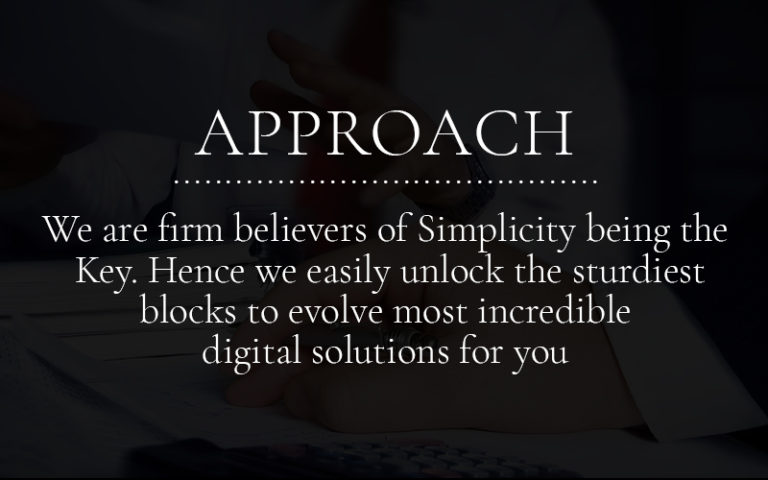 APPROACH
We are firm believers of Simplicity being the
Key. Hence we easily unlock the sturdiest
blocks to evolve most incredible
digital solutions for you